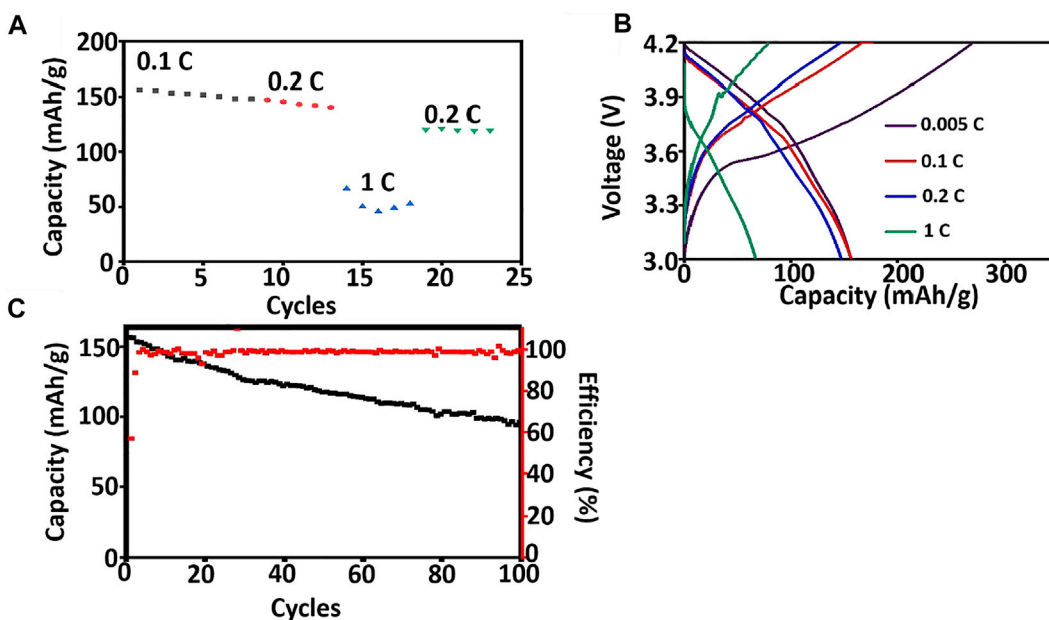 A
Capacity (mAh/g)
200
150
100
50
0
0.1 C
0.2 C
1 C
0.2 C
0
5
10
15
20
25
Cycles
B
Voltage (V)
4.2
3.9
3.6
3.3
3.0
0.005 C
0.1 C
0.2 C
1 C
0
100
200
300
Capacity (mAh/g)
C
Capacity (mAh/g)
150
100
50
0
100
80
60
40
20
0
Efficiency (%)
0
20
40
60
80
100
Cycles